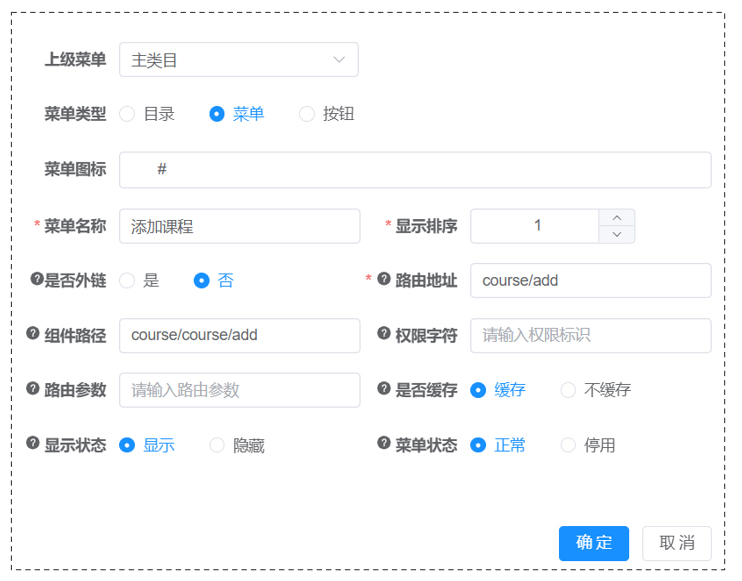 上级菜单 主类目
菜单类型 目录 菜单 按钮
菜单图标 #
* 菜单名称 添加课程 * 显示排序 1
? 是否外链 是 否 * ? 路由地址 course/add
? 组件路径 course/course/add ? 权限字符 请输入权限标识
? 路由参数 请输入路由参数 ? 是否缓存 缓存 不缓存
? 显示状态 显示 隐藏 ? 菜单状态 正常 停用
确定 取消